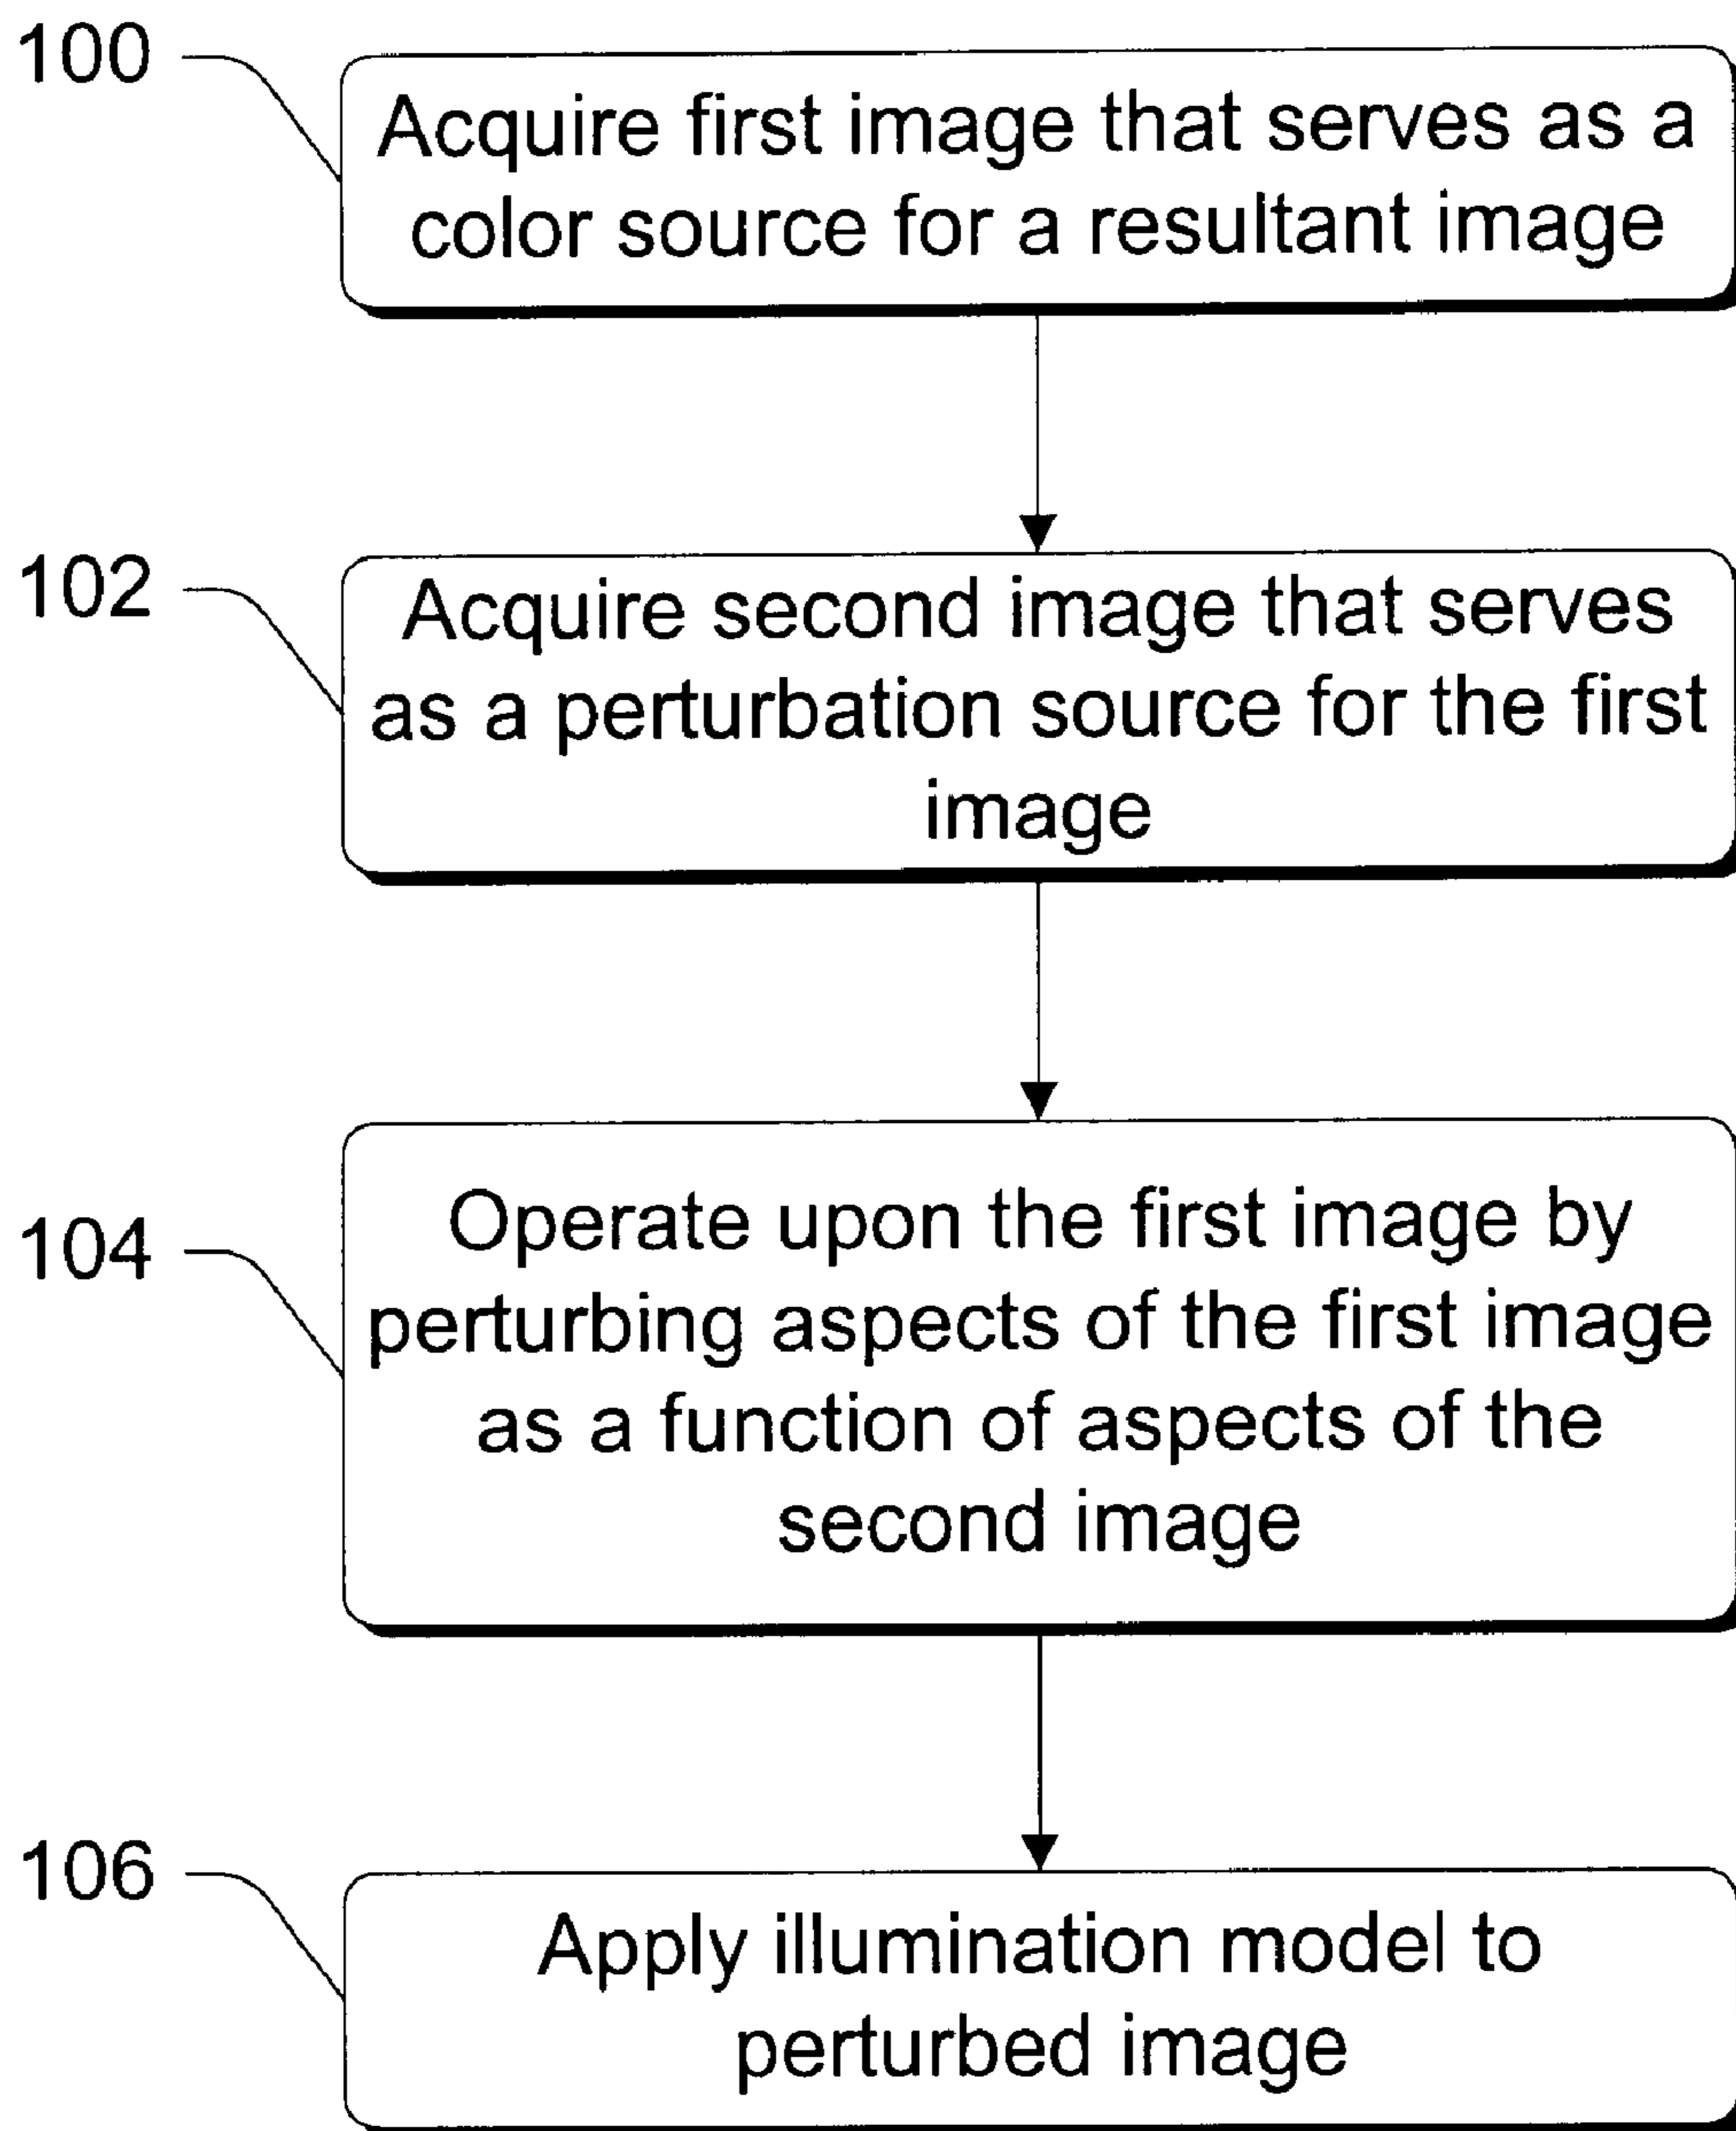 100
Acquire first image that serves as a
color source for a resultant image
102
Acquire second image that serves
as a perturbation source for the first
image
104
Operate upon the first image by
perturbing aspects of the first image
as a function of aspects of the
second image
106
Apply illumination model to
perturbed image